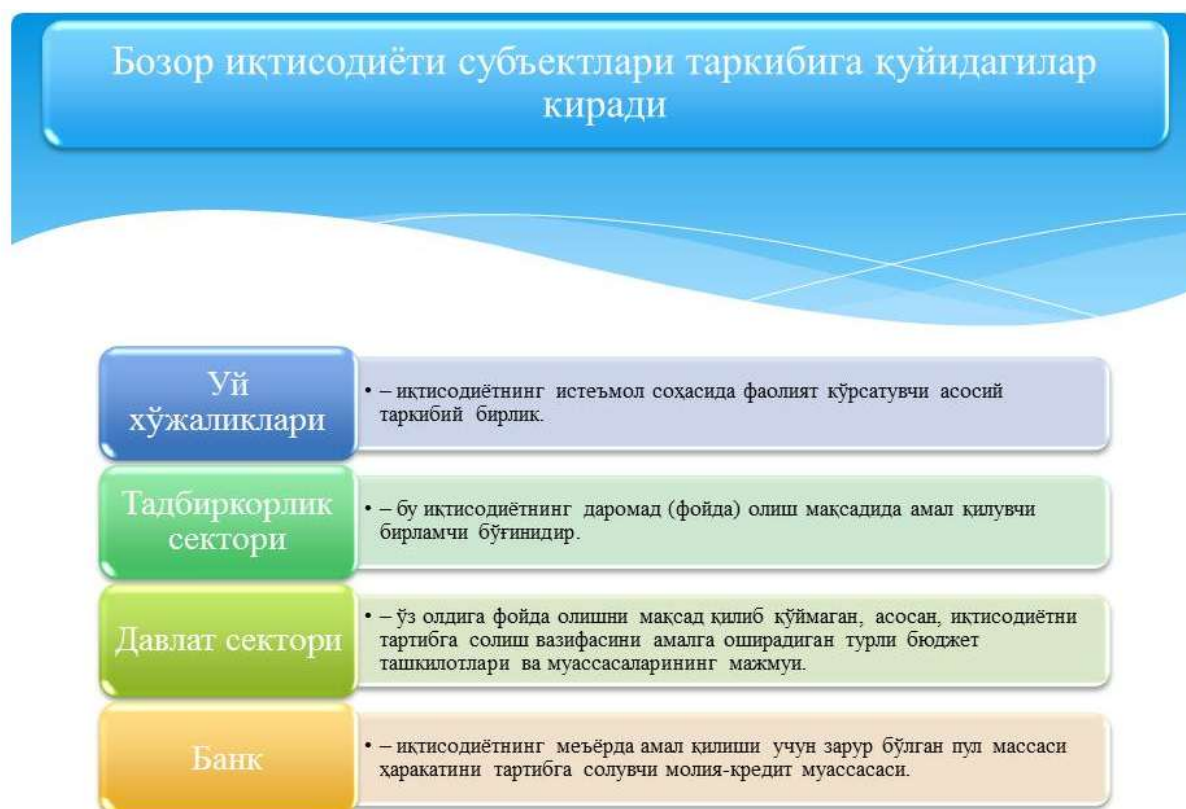 Бозор иқтисодиёти субъектлари таркибига қуйидагилар
киради
Уй
хўжаликлари
• – иқтисодиётнинг истеъмол соҳасида фаолият кўрсатувчи асосий
таркибий бирлик.
Тадбиркорлик
сектори
• – бу иқтисодиётнинг даромад (фойда) олиш мақсадида амал қилувчи
бирламчи бўғинидир.
Давлат сектори
• – ўз олдига фойда олишни мақсад қилиб қўймаган, асосан, иқтисодиётни
тартибга солиш вазифасини амалга оширадиган турли бюджет
ташкилотлари ва муассасаларининг мажмуи.
Банк
• – иқтисодиётнинг меъёрда амал қилиши учун зарур бўлган пул массаси
ҳаракатини тартибга солувчи молия-кредит муассасаси.